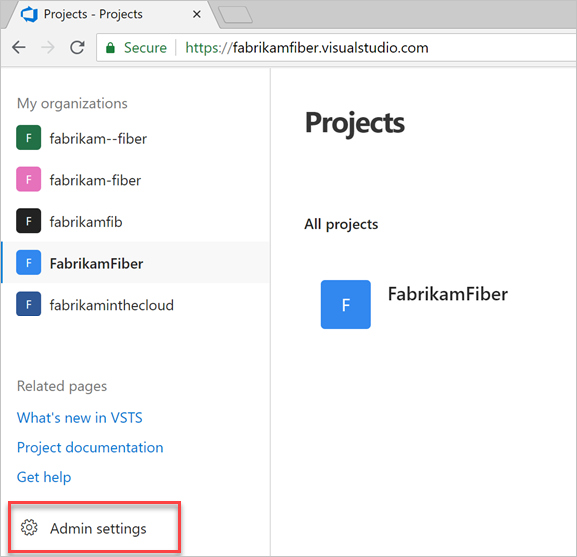 Projects - Projects
Secure
https://fabrikamfiber.visualstudio.com
My organizations
F fabrikam--fiber
F fabrikam-fiber
F fabrikamfib
F FabrikamFiber
F fabrikaminthecloud
Related pages
What's new in VSTS
Project documentation
Get help
Admin settings
Projects
All projects
F FabrikamFiber